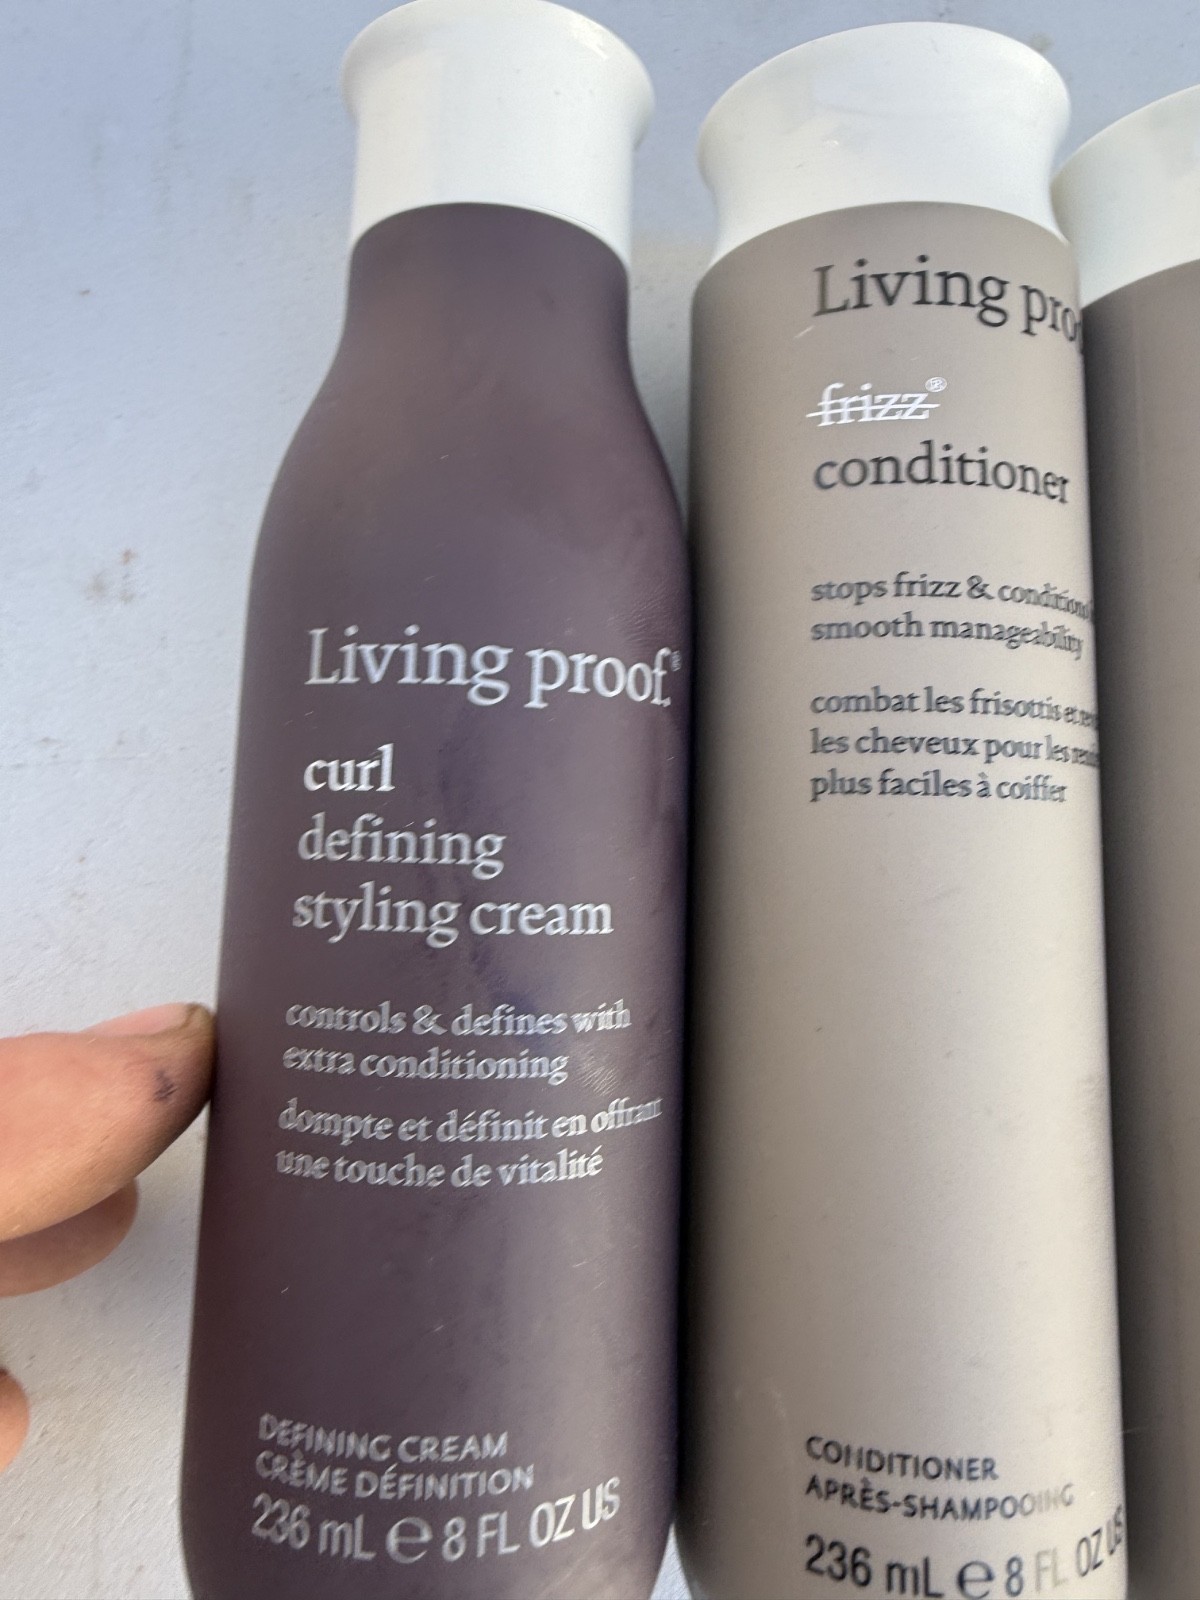 Living proof.®
curl
defining
styling cream
controls & defines with
extra conditioning
dompte et définit en offrant
une touche de vitalité
DEFINING CREAM
CRÈME DÉFINITION
236 mL ℮ 8 FL OZ US
Living
frizz®
conditioner
stops frizz &
smooth manageability
combat les frisottis et
les cheveux pour les
plus faciles à coiffer
CONDITIONER
APRÈS-SHAMPOOING
236 mL ℮ 8 FL OZ US